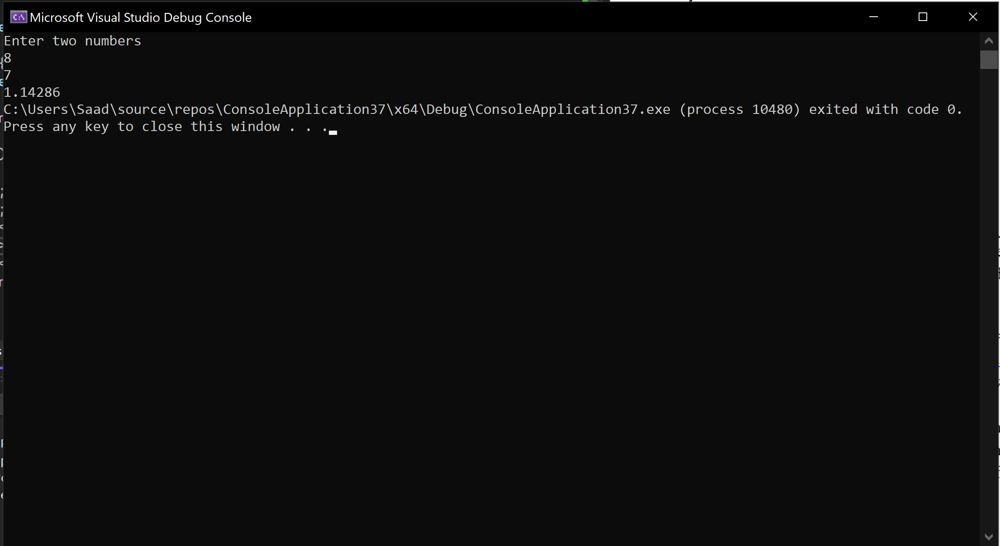 Microsoft Visual Studio Debug Console
Enter two numbers
8
7
1.14286
C:\Users\Saad\source\repos\ConsoleApplication37\x64\Debug\ConsoleApplication37.exe (process 10480) exited with code 0.
Press any key to close this window . . .